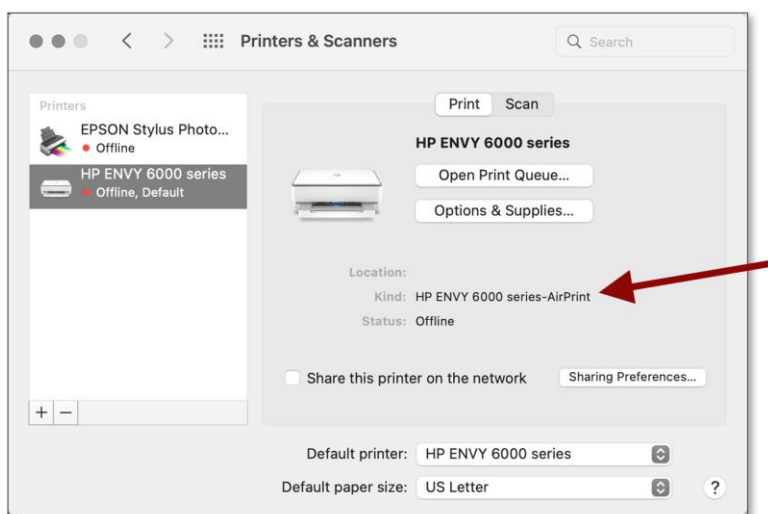 Printers & Scanners
Search
Printers
EPSON Stylus Photo...
Offline
HP ENVY 6000 series
Offline, Default
+ −
Print Scan
HP ENVY 6000 series
Open Print Queue...
Options & Supplies...
Location:
Kind: HP ENVY 6000 series-AirPrint
Status: Offline
Share this printer on the network
Sharing Preferences...
Default printer: HP ENVY 6000 series
Default paper size: US Letter
?